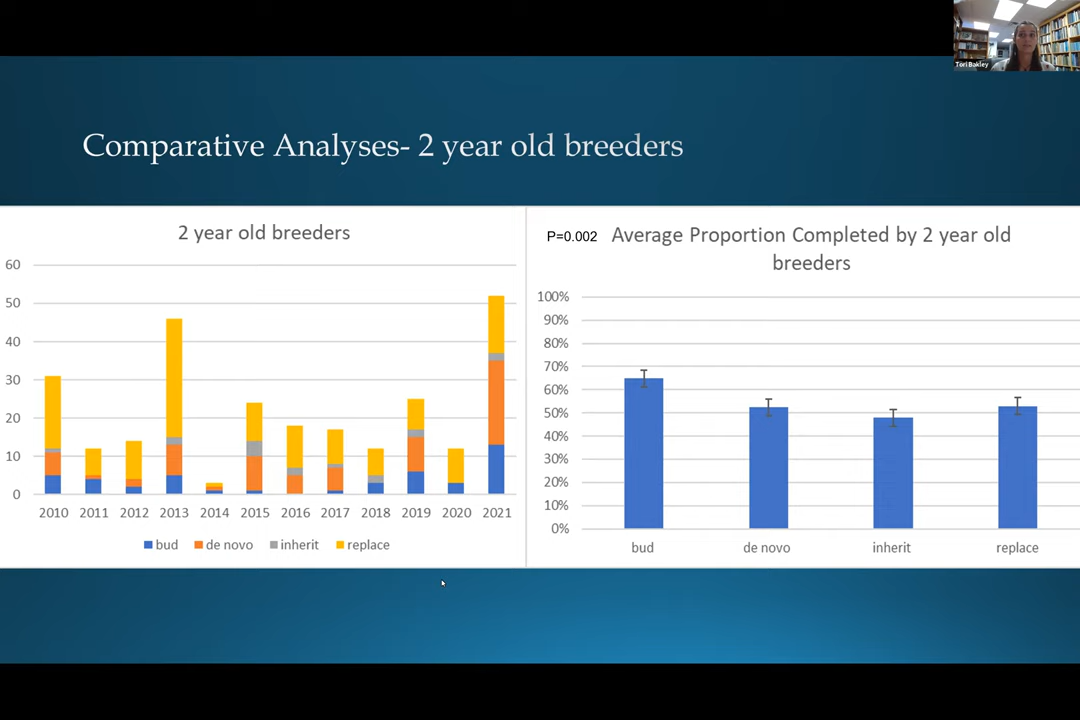 Tori Bakley
Comparative Analyses- 2 year old breeders
2 year old breeders
60
50
40
30
20
10
0
2010 2011 2012 2013 2014 2015 2016 2017 2018 2019 2020 2021
bud de novo inherit replace
P=0.002
Average Proportion Completed by 2 year old
breeders
100%
90%
80%
70%
60%
50%
40%
30%
20%
10%
0%
bud de novo inherit replace